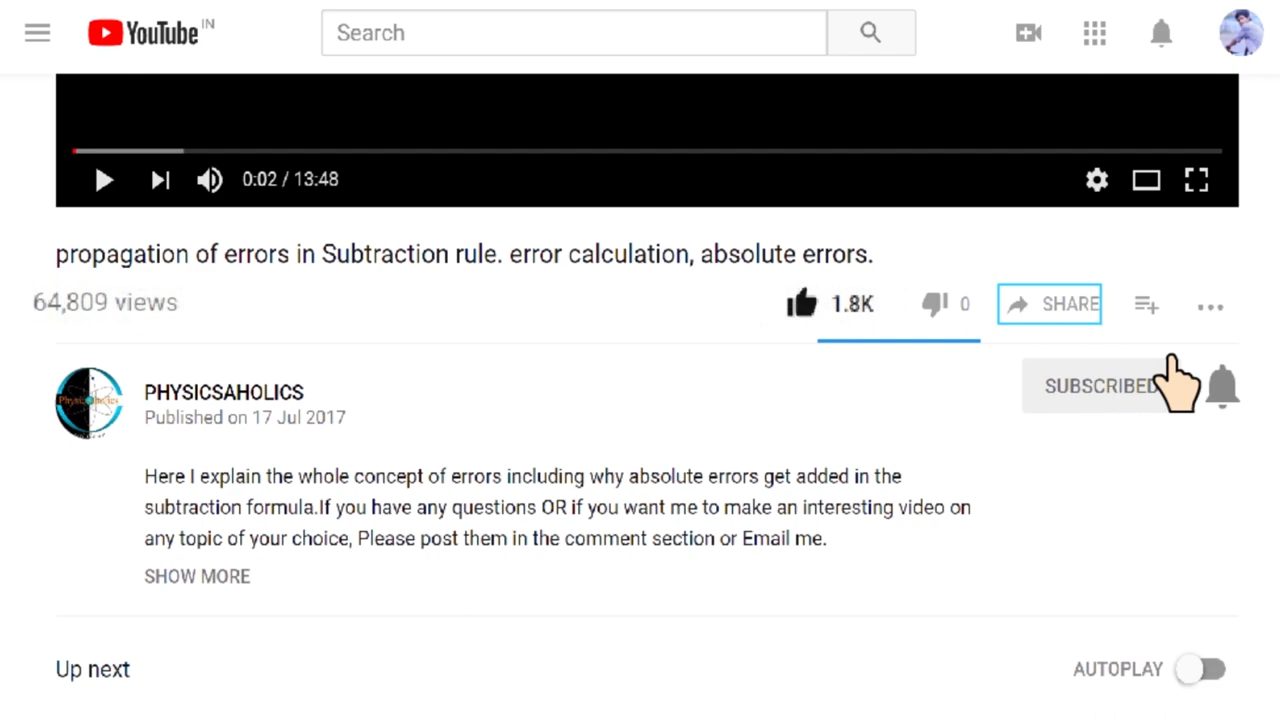 YouTube IN
Search
0:02 / 13:48
propagation of errors in Subtraction rule. error calculation, absolute errors.
64,809 views
1.8K
0
SHARE
PHYSICSAHOLICS
SUBSCRIBED
Published on 17 Jul 2017
Here I explain the whole concept of errors including why absolute errors get added in the
subtraction formula.If you have any questions OR if you want me to make an interesting video on
any topic of your choice, Please post them in the comment section or Email me.
SHOW MORE
Up next
AUTOPLAY